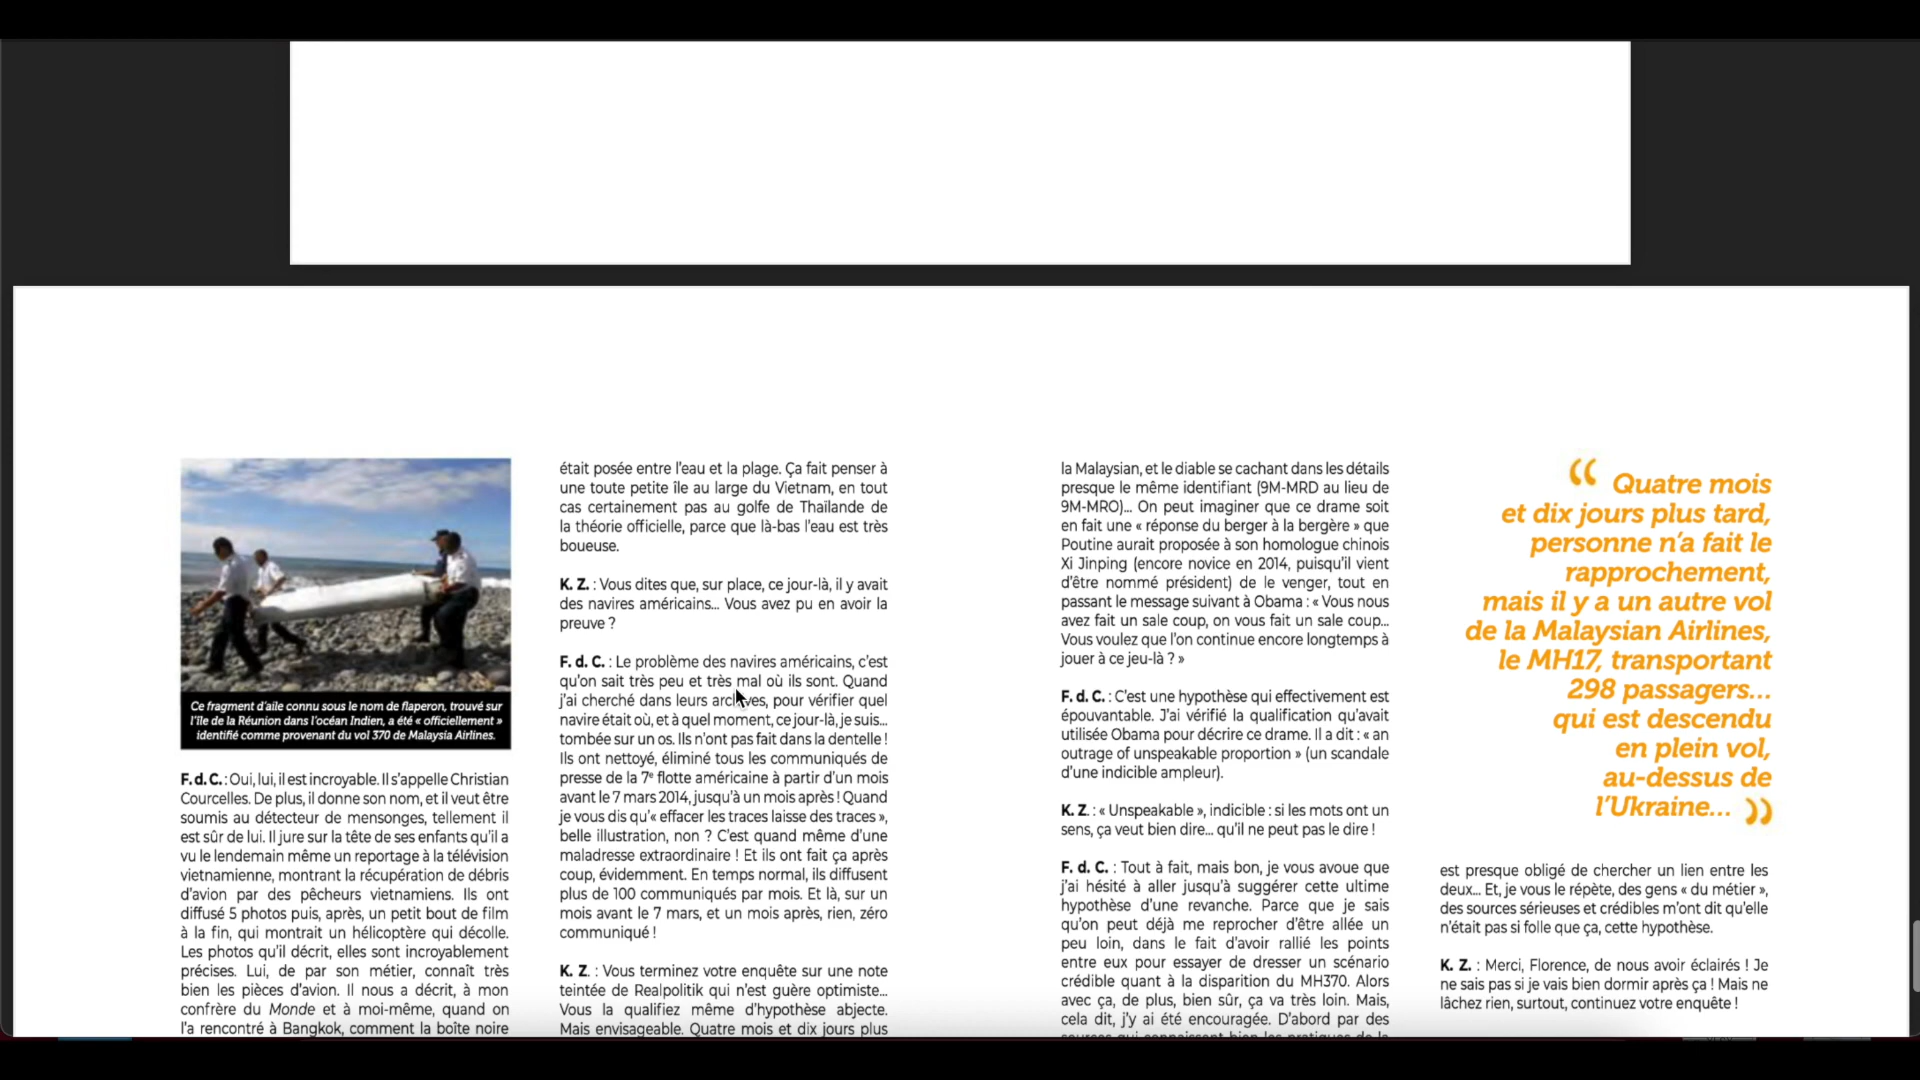 Ce fragment d'aile connu sous le nom de flaperon, trouvé sur
l'île de la Réunion dans l'océan Indien, a été « officiellement »
identifié comme provenant du vol 370 de Malaysia Airlines.
F. d. C. : Oui, lui, il est incroyable. Il s'appelle Christian
Courcelles. De plus, il donne son nom, et il veut être
soumis au détecteur de mensonges, tellement il
est sûr de lui. Il jure sur la tête de ses enfants qu'il a
vu le lendemain même un reportage à la télévision
vietnamienne, montrant la récupération de débris
d'avion par des pêcheurs vietnamiens. Ils ont
diffusé 5 photos puis, après, un petit bout de film
à la fin, qui montrait un hélicoptère qui décolle.
Les photos qu'il décrit, elles sont incroyablement
précises. Lui, de par son métier, connaît très
bien les pièces d'avion. Il nous a décrit, à mon
confrère du Monde et à moi-même, quand on
l'a rencontré à Bangkok, comment la boîte noire
était posée entre l'eau et la plage. Ça fait penser à
une toute petite île au large du Vietnam, en tout
cas certainement pas au golfe de Thaïlande de
la théorie officielle, parce que là-bas l'eau est très
boueuse.
K. Z. : Vous dites que, sur place, ce jour-là, il y avait
des navires américains... Vous avez pu en avoir la
preuve ?
F. d. C. : Le problème des navires américains, c'est
qu'on sait très peu et très mal où ils sont. Quand
j'ai cherché dans leurs archives, pour vérifier quel
navire était où, et à quel moment, ce jour-là, je suis...
tombée sur un os. Ils n'ont pas fait dans la dentelle !
Ils ont nettoyé, éliminé tous les communiqués de
presse de la 7e flotte américaine à partir d'un mois
avant le 7 mars 2014, jusqu'à un mois après ! Quand
je vous dis qu'« effacer les traces laisse des traces »,
belle illustration, non ? C'est quand même d'une
maladresse extraordinaire ! Et ils ont fait ça après
coup, évidemment. En temps normal, ils diffusent
plus de 100 communiqués par mois. Et là, sur un
mois avant le 7 mars, et un mois après, rien, zéro
communiqué !
K. Z. : Vous terminez votre enquête sur une note
teintée de Realpolitik qui n'est guère optimiste...
Vous la qualifiez même d'hypothèse abjecte.
Mais envisageable. Quatre mois et dix jours plus
la Malaysian, et le diable se cachant dans les détails
presque le même identifiant (9M-MRD au lieu de
9M-MRO)... On peut imaginer que ce drame soit
en fait une « réponse du berger à la bergère » que
Poutine aurait proposée à son homologue chinois
Xi Jinping (encore novice en 2014, puisqu'il vient
d'être nommé président) de le venger, tout en
passant le message suivant à Obama : « Vous nous
avez fait un sale coup, on vous fait un sale coup...
Vous voulez que l'on continue encore longtemps à
jouer à ce jeu-là ? »
F. d. C. : C'est une hypothèse qui effectivement est
épouvantable. J'ai vérifié la qualification qu'avait
utilisée Obama pour décrire ce drame. Il a dit : « an
outrage of unspeakable proportion » (un scandale
d'une indicible ampleur).
K. Z. : « Unspeakable », indicible : si les mots ont un
sens, ça veut bien dire... qu'il ne peut pas le dire !
F. d. C. : Tout à fait, mais bon, je vous avoue que
j'ai hésité à aller jusqu'à suggérer cette ultime
hypothèse d'une revanche. Parce que je sais
qu'on peut déjà me reprocher d'être allée un
peu loin, dans le fait d'avoir rallié les points
entre eux pour essayer de dresser un scénario
crédible quant à la disparition du MH370. Alors
avec ça, de plus, bien sûr, ça va très loin. Mais,
cela dit, j'y ai été encouragée. D'abord par des
sources qui connaissent bien les pratiques de la
“ Quatre mois
et dix jours plus tard,
personne n'a fait le
rapprochement,
mais il y a un autre vol
de la Malaysian Airlines,
le MH17, transportant
298 passagers...
qui est descendu
en plein vol,
au-dessus de
l'Ukraine... ”
est presque obligé de chercher un lien entre les
deux... Et, je vous le répète, des gens « du métier »,
des sources sérieuses et crédibles m'ont dit qu'elle
n'était pas si folle que ça, cette hypothèse.
K. Z. : Merci, Florence, de nous avoir éclairés ! Je
ne sais pas si je vais bien dormir après ça ! Mais ne
lâchez rien, surtout, continuez votre enquête !